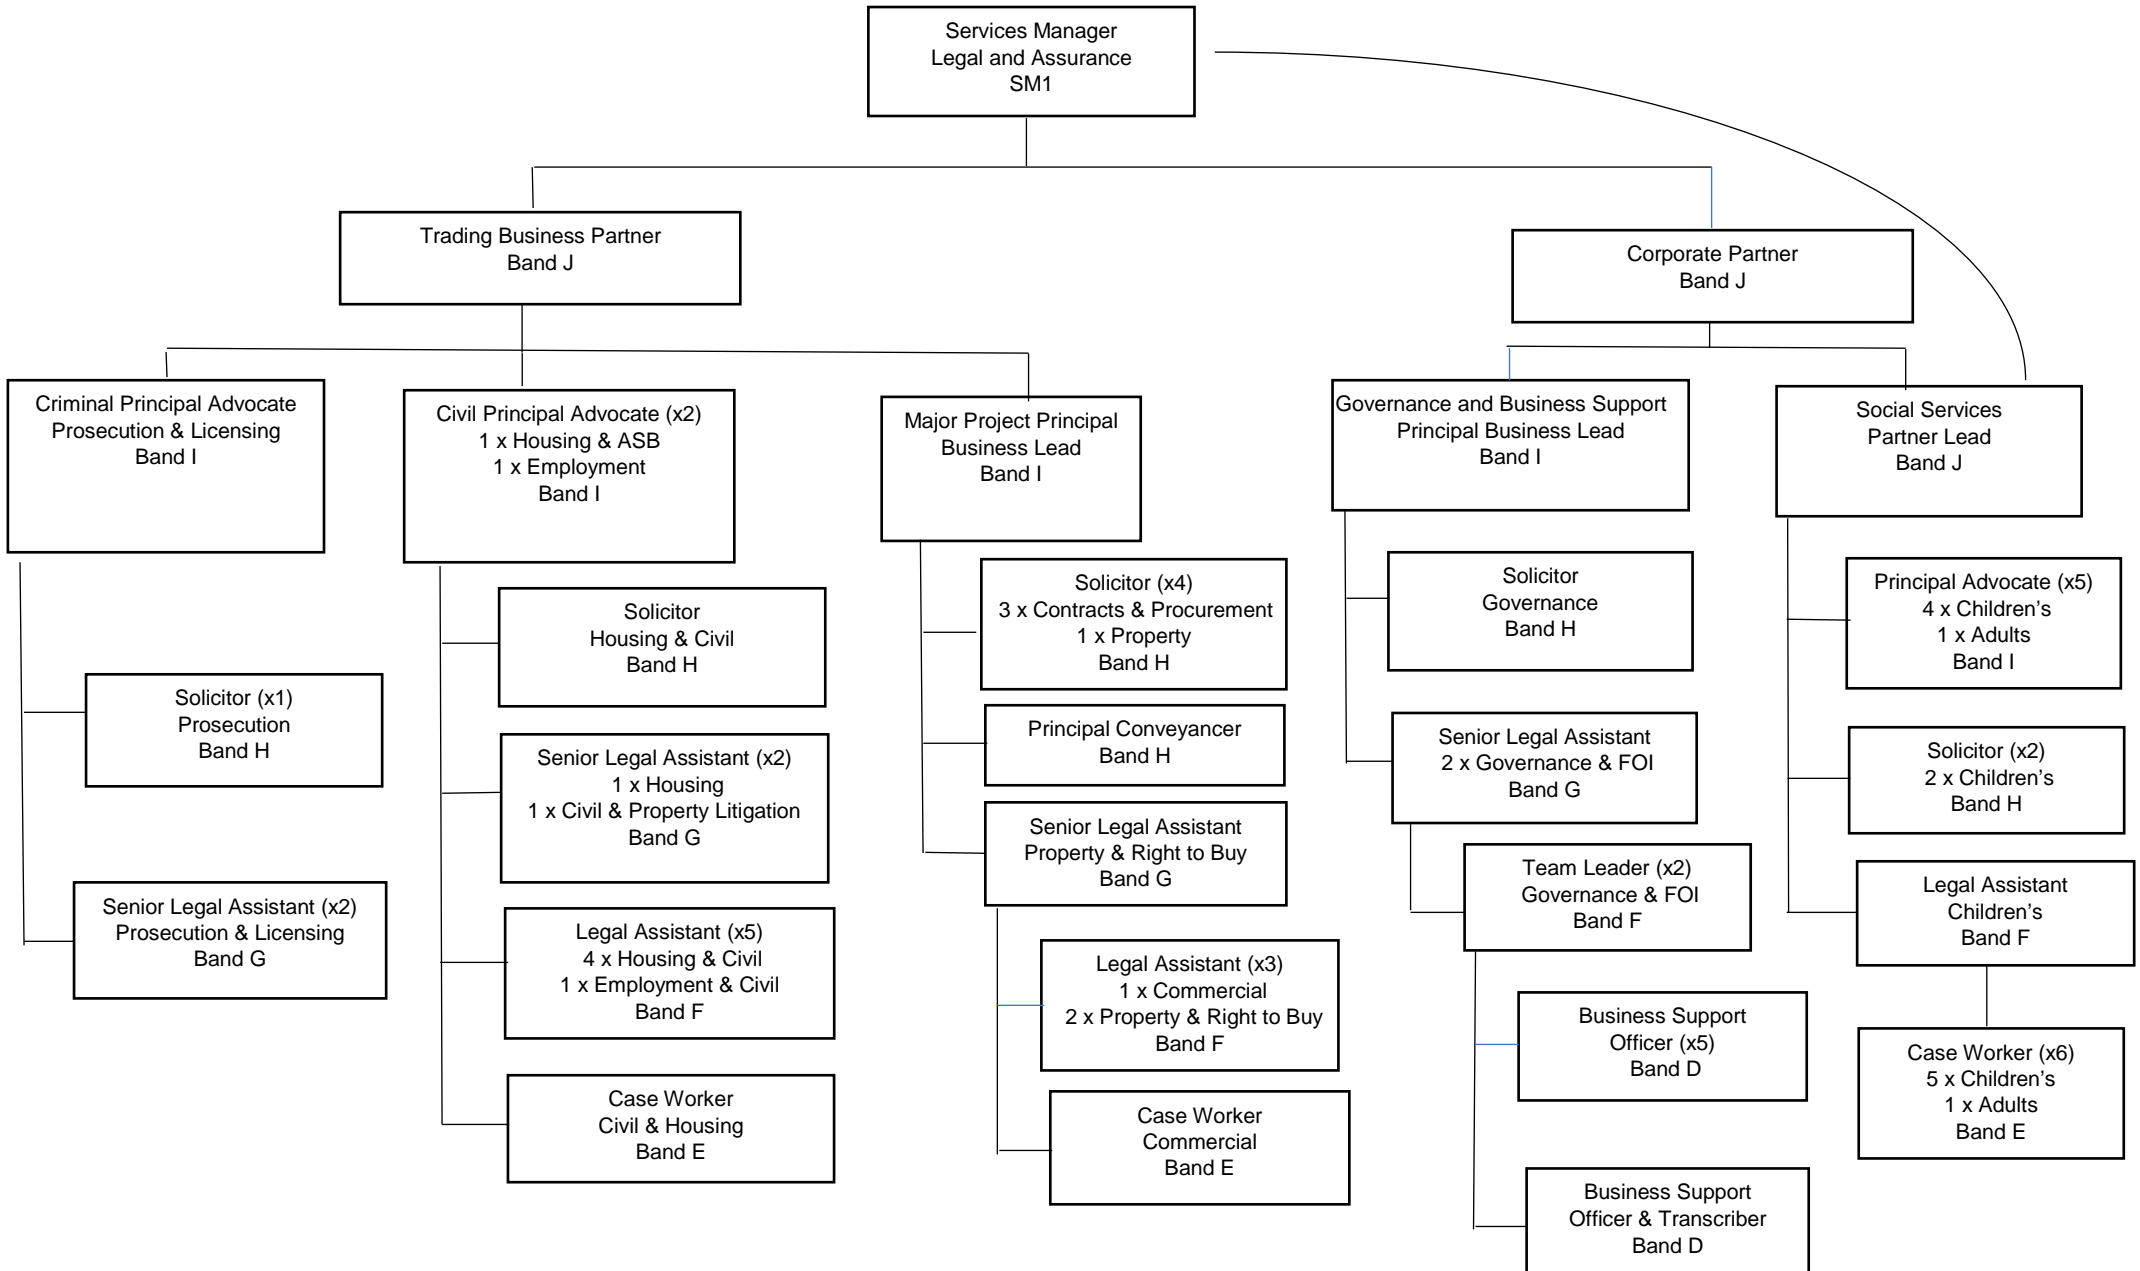 Services Manager
Legal and Assurance
SM1
Trading Business Partner
Band J
Corporate Partner
Band J
Criminal Principal Advocate
Prosecution & Licensing
Band I
Civil Principal Advocate (x2)
1 x Housing & ASB
1 x Employment
Band I
Major Project Principal
Business Lead
Band I
Governance and Business Support
Principal Business Lead
Band I
Social Services
Partner Lead
Band J
Solicitor (x1)
Prosecution
Band H
Senior Legal Assistant (x2)
Prosecution & Licensing
Band G
Solicitor
Housing & Civil
Band H
Senior Legal Assistant (x2)
1 x Housing
1 x Civil & Property Litigation
Band G
Legal Assistant (x5)
4 x Housing & Civil
1 x Employment & Civil
Band F
Case Worker
Civil & Housing
Band E
Solicitor (x4)
3 x Contracts & Procurement
1 x Property
Band H
Principal Conveyancer
Band H
Senior Legal Assistant
Property & Right to Buy
Band G
Legal Assistant (x3)
1 x Commercial
2 x Property & Right to Buy
Band F
Case Worker
Commercial
Band E
Solicitor
Governance
Band H
Senior Legal Assistant
2 x Governance & FOI
Band G
Team Leader (x2)
Governance & FOI
Band F
Business Support
Officer (x5)
Band D
Business Support
Officer & Transcriber
Band D
Principal Advocate (x5)
4 x Children’s
1 x Adults
Band I
Solicitor (x2)
2 x Children’s
Band H
Legal Assistant
Children’s
Band F
Case Worker (x6)
5 x Children’s
1 x Adults
Band E